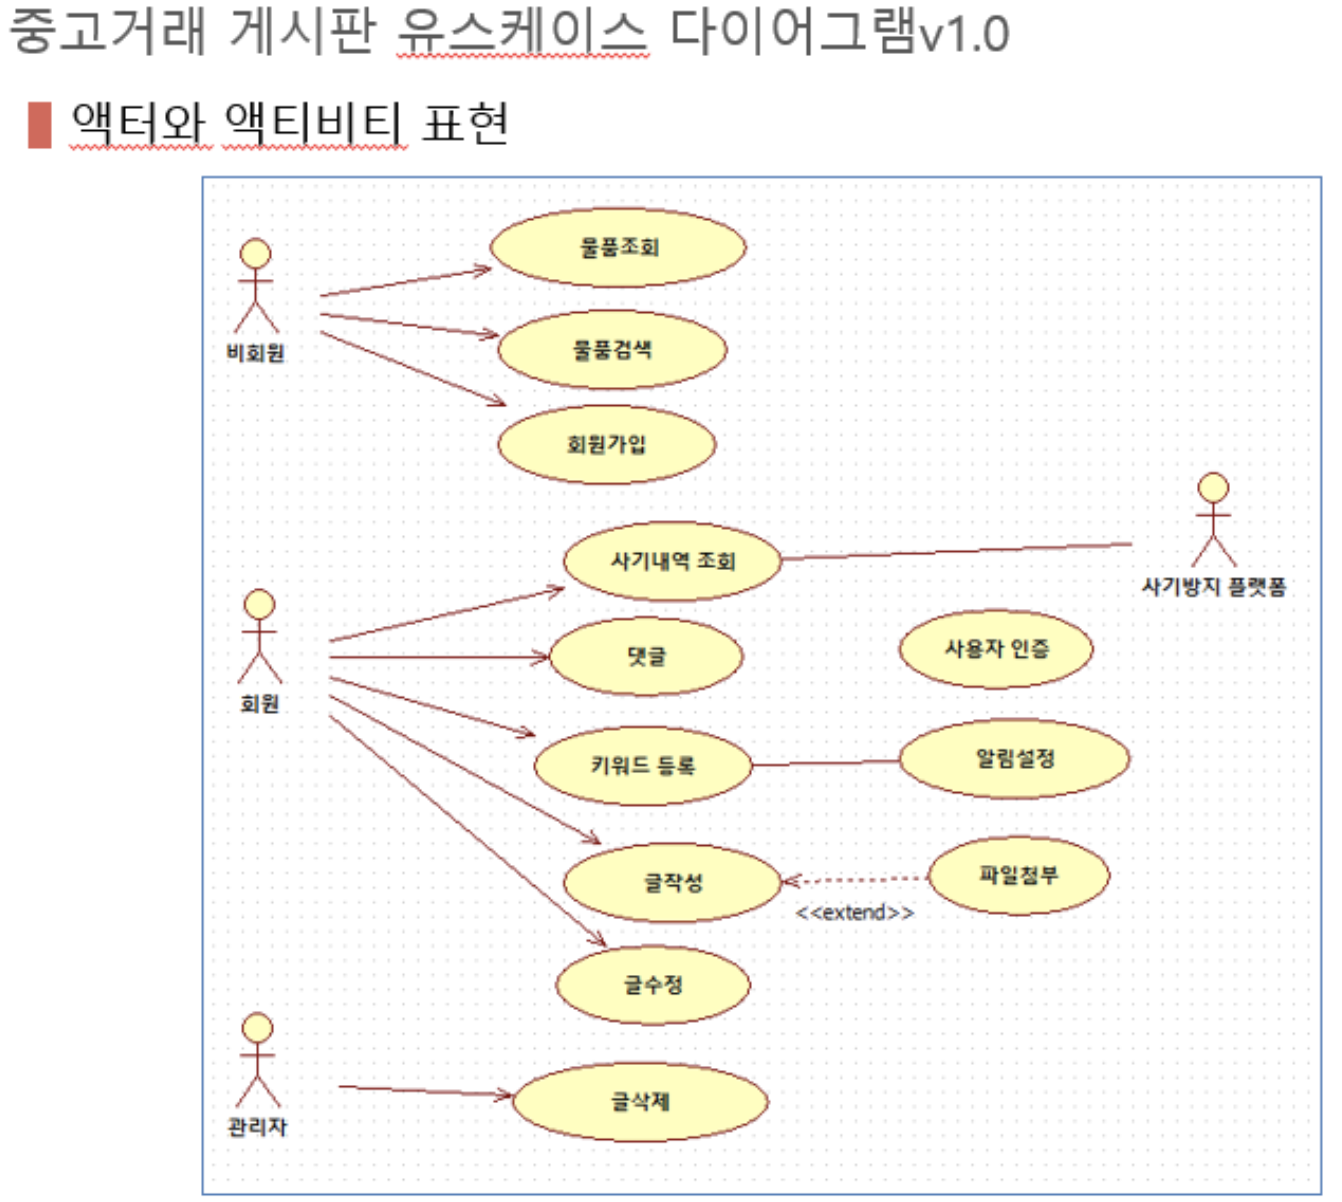 중고거래 게시판 유스케이스 다이어그램v1.0
액터와 액티비티 표현
물품조회
비회원
물품검색
회원가입
사기내역 조회
사기방지 플랫폼
회원
댓글
사용자 인증
키워드 등록
알림설정
글작성
<<extend>>
파일첨부
글수정
관리자
글삭제